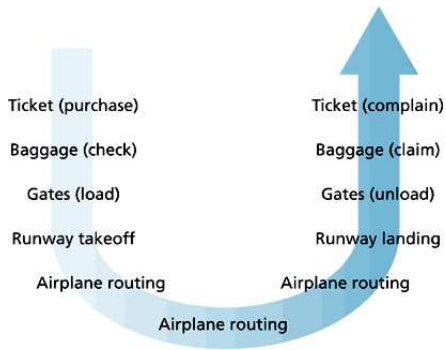 Ticket (purchase)
Ticket (complain)
Baggage (check)
Baggage (claim)
Gates (load)
Gates (unload)
Runway takeoff
Runway landing
Airplane routing
Airplane routing
Airplane routing